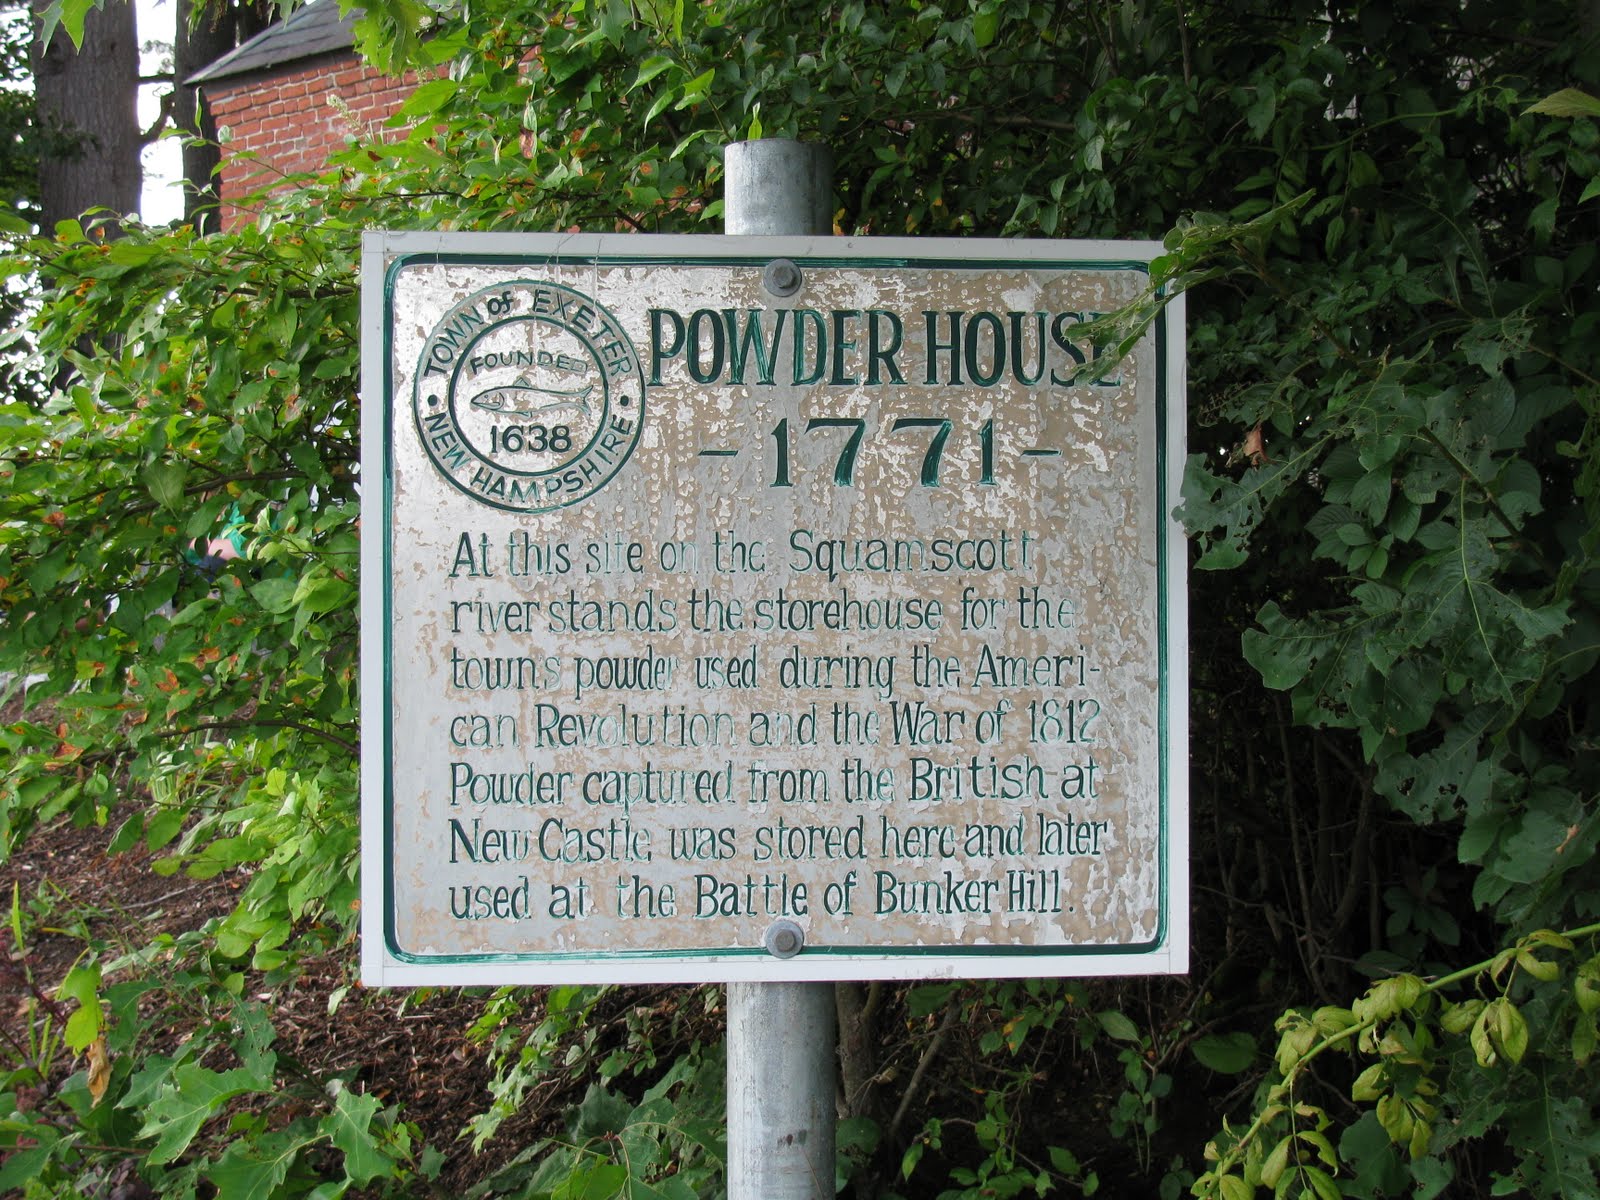 TOWN of EXETER
NEW HAMPSHIRE
FOUNDED
1638
POWDER HOUSE
- 1771 -
At this site on the Squamscott
river stands the storehouse for the
towns powder used during the Ameri-
can Revolution and the War of 1812
Powder captured from the British at
New Castle was stored here and later
used at the Battle of Bunker Hill.